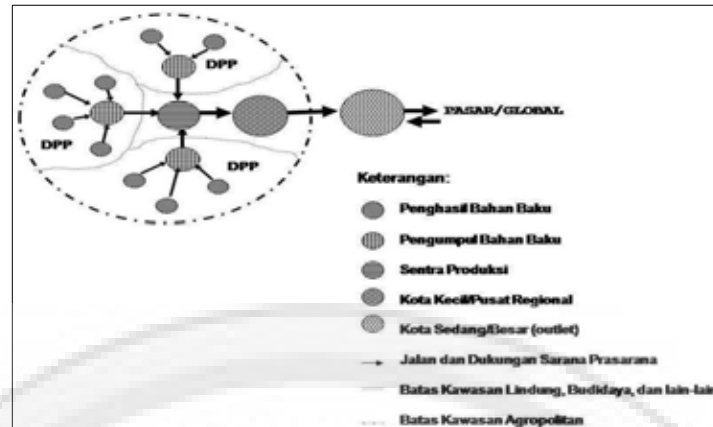 DPP
DPP
DPP
PASAR/GLOBAL
Keterangan:
Penghasil Bahan Baku
Pengumpul Bahan Baku
Sentra Produksi
Kota Kecil/Pusat Regional
Kota Sedang/Besar (outlet)
Jalan dan Dukungan Sarana Prasarana
Batas Kawasan Lindung, Budidaya, dan lain-lain
Batas Kawasan Agropolitan